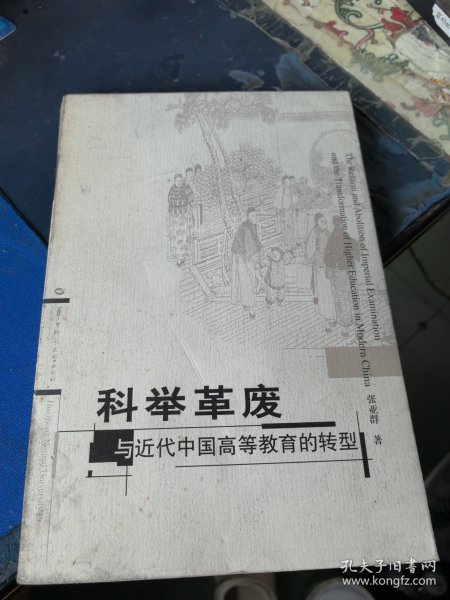 The Reform and Abolition of Imperial Examination
and the Transformation of Higher Education in Modern China
张亚群 著
科举革废
与近代中国高等教育的转型
孔夫子旧书网
www.kongfz.com